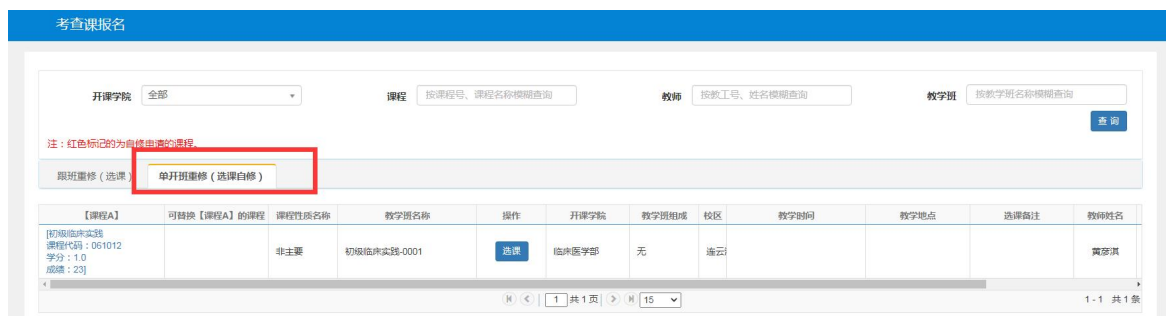 考查课报名
开课学院 全部 课程 按课程号、课程名称模糊查询 教师 按教工号、姓名模糊查询 教学班 按教学班名称模糊查询
查 询
注：红色标记的为自修申请的课程。
跟班重修（选课） 单开班重修（选课自修）
【课程A】 可替换【课程A】的课程 课程性质名称 教学班名称 操作 开课学院 教学班组成 校区 教学时间 教学地点 选课备注 教师姓名
[初级临床实践
课程代码：061012
学分：1.0
成绩：23]
非主要 初级临床实践-0001 选课 临床医学部 无 连云 黄彦淇
1 共1页 15
1 - 1 共1条